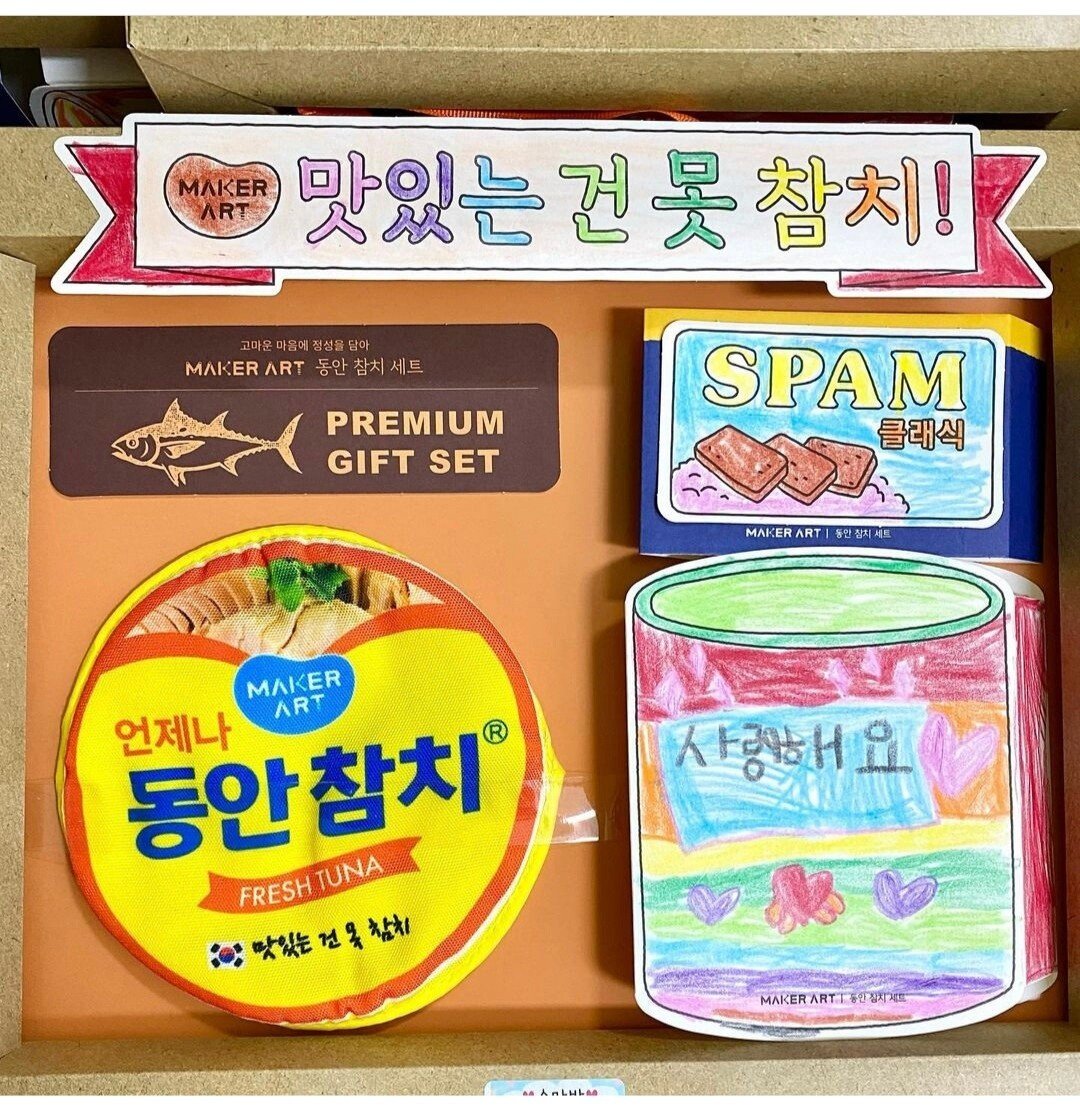 MAKER
ART
맛있는 건 못 참치!
고마운 마음에 정성을 담아
MAKER ART 동안 참치 세트
PREMIUM
GIFT SET
SPAM
클래식
MAKER ART | 동안 참치 세트
MAKER
ART
언제나
동안 참치®
FRESH TUNA
맛있는 건 못 참치
사랑해요
MAKER ART | 동안 참치 세트